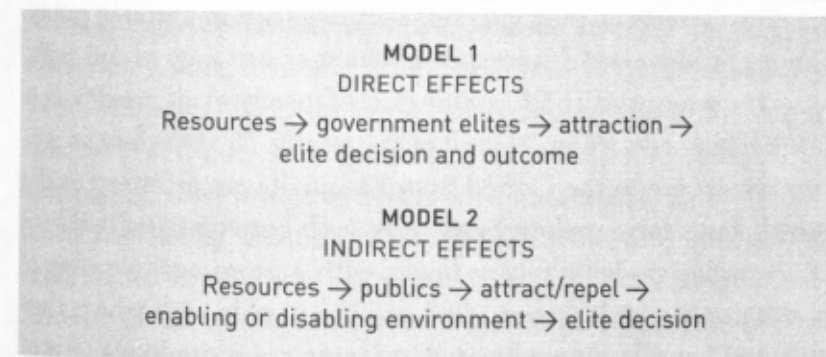 MODEL 1
DIRECT EFFECTS
Resources → government elites → attraction →
elite decision and outcome
MODEL 2
INDIRECT EFFECTS
Resources → publics → attract/repel →
enabling or disabling environment → elite decision